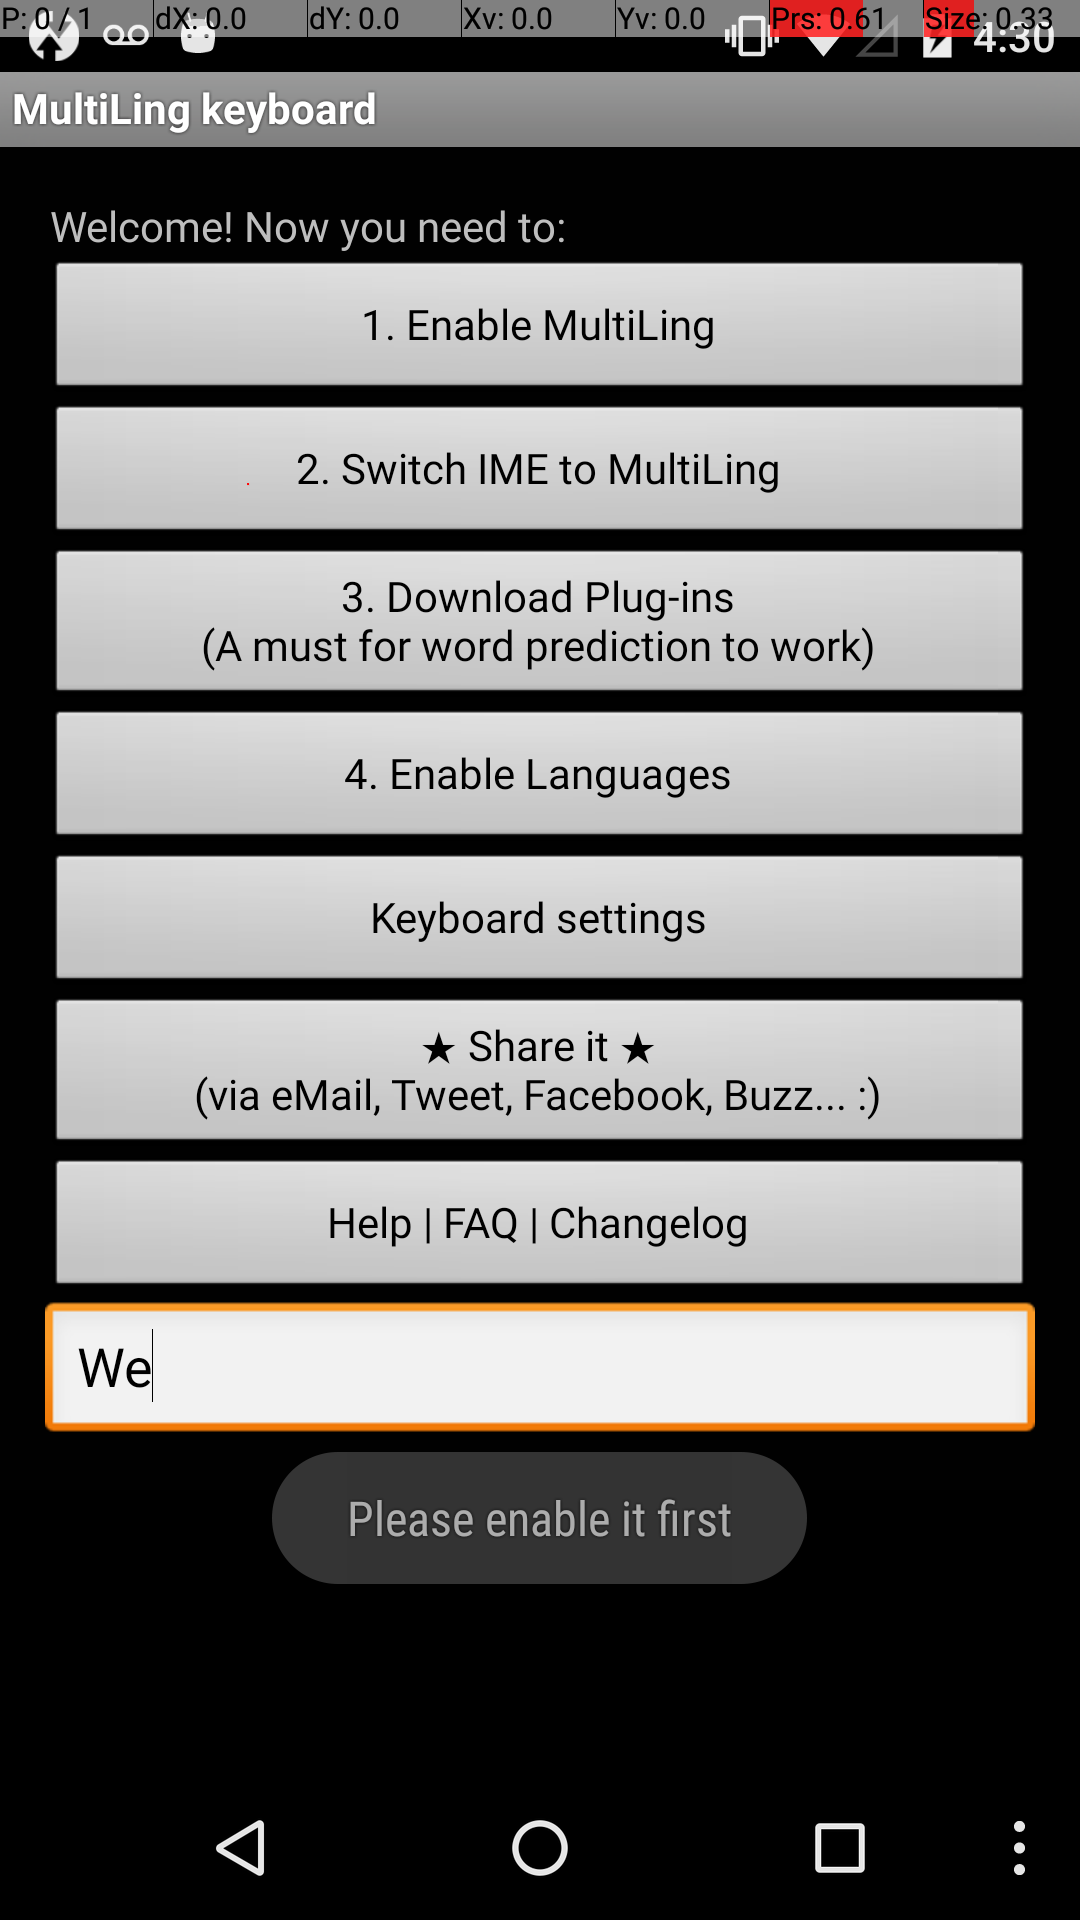 P: 0 / 1 dX: 0.0 dY: 0.0 Xv: 0.0 Yv: 0.0 Prs: 0.61 Size: 0.33
4:30
MultiLing keyboard
Welcome! Now you need to:
1. Enable MultiLing
2. Switch IME to MultiLing
3. Download Plug-ins
(A must for word prediction to work)
4. Enable Languages
Keyboard settings
★ Share it ★
(via eMail, Tweet, Facebook, Buzz... :)
Help | FAQ | Changelog
We
Please enable it first